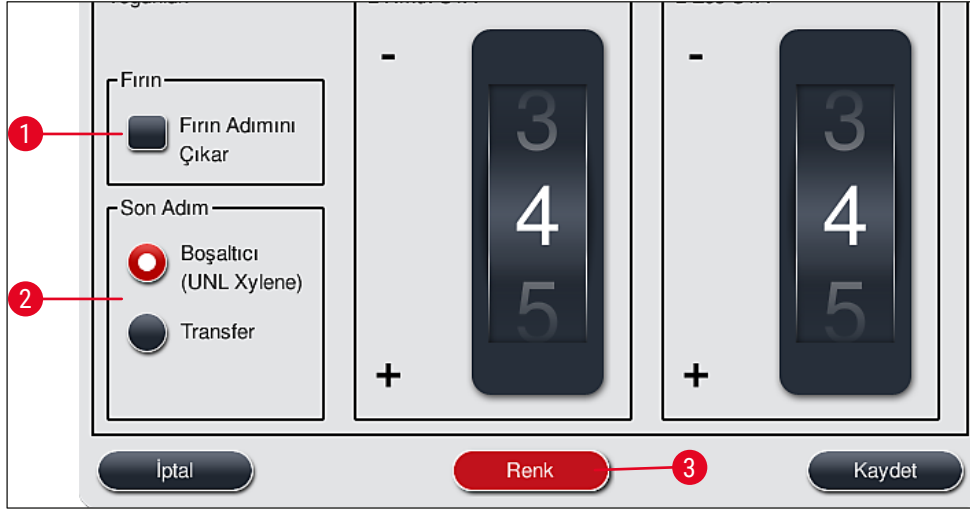 Fırın
1
Fırın Adımını
Çıkar
Son Adım
2
Boşaltıcı
(UNL Xylene)
Transfer
-
3
4
5
+
-
3
4
5
+
İptal
Renk
3
Kaydet